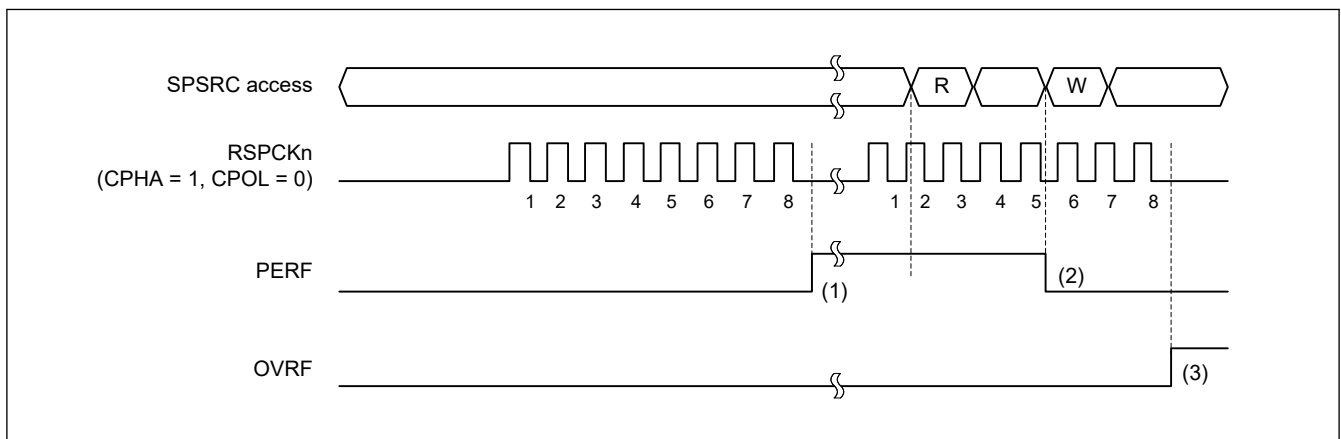 SPSRC access
R
W
RSPCKn
(CPHA = 1, CPOL = 0)
1 2 3 4 5 6 7 8
1 2 3 4 5 6 7 8
PERF
(1)
(2)
OVRF
(3)